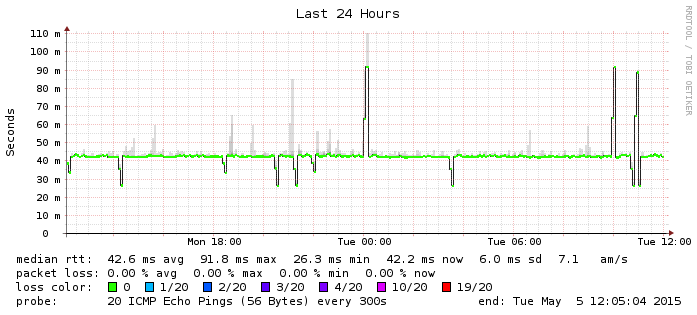 Last 24 Hours
RRDTOOL / TOBI OETIKER
Seconds
110 m
100 m
90 m
80 m
70 m
60 m
50 m
40 m
30 m
20 m
10 m
0
Mon 18:00 Tue 00:00 Tue 06:00 Tue 12:00
median rtt: 42.6 ms avg 91.8 ms max 26.3 ms min 42.2 ms now 6.0 ms sd 7.1 am/s
packet loss: 0.00 % avg 0.00 % max 0.00 % min 0.00 % now
loss color: 0 1/20 2/20 3/20 4/20 10/20 19/20
probe: 20 ICMP Echo Pings (56 Bytes) every 300s end: Tue May 5 12:05:04 2015